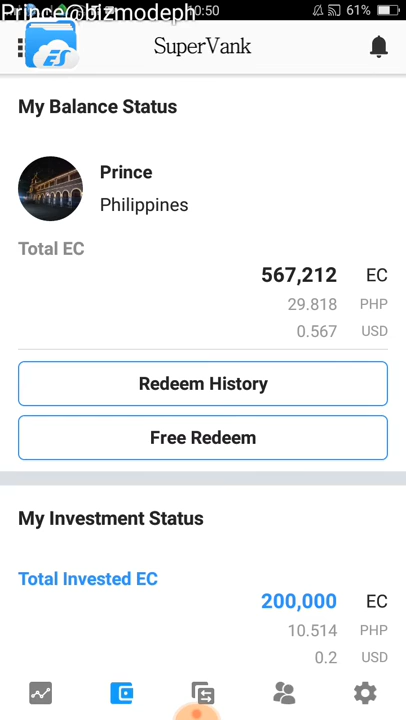 Prince@bizmodeph
10:50
61%
ES
SuperVank
My Balance Status
Prince
Philippines
Total EC
567,212 EC
29.818 PHP
0.567 USD
Redeem History
Free Redeem
My Investment Status
Total Invested EC
200,000 EC
10.514 PHP
0.2 USD